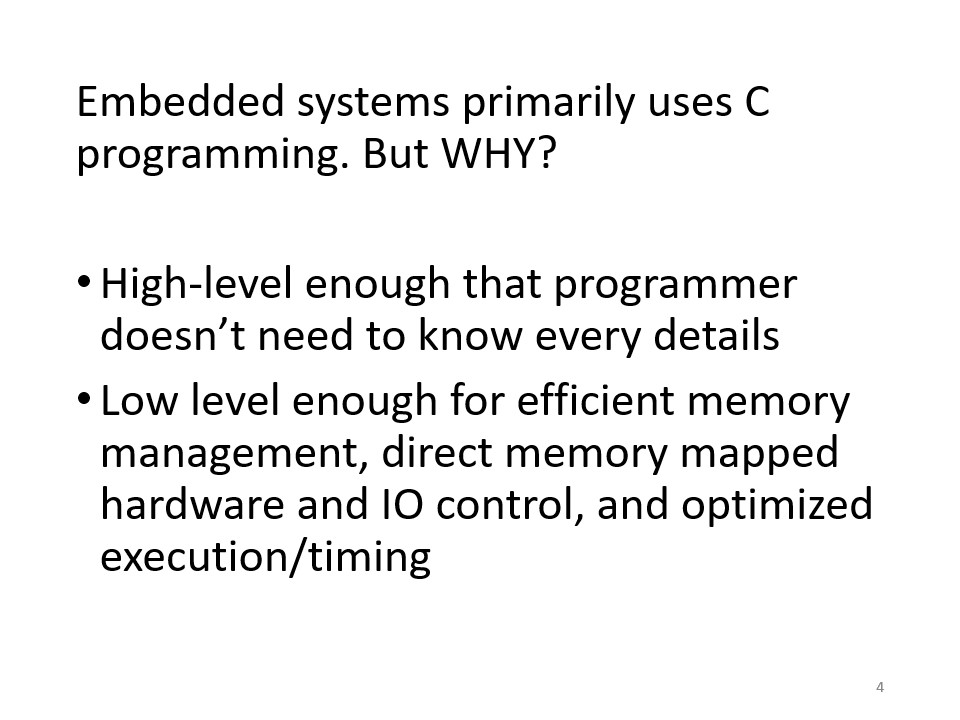 Embedded systems primarily uses C
programming. But WHY?
• High-level enough that programmer
doesn’t need to know every details
• Low level enough for efficient memory
management, direct memory mapped
hardware and IO control, and optimized
execution/timing
4